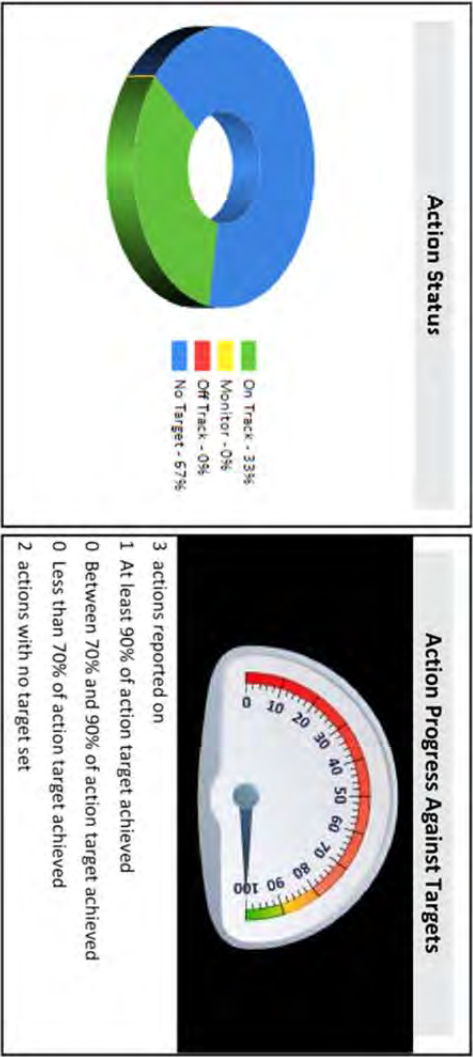 Action Status
On Track - 33%
Monitor - 0%
Off Track - 0%
No Target - 67%
Action Progress Against Targets
0 10 20 30 40 50 60 70 80 90 100
3 actions reported on
1 At least 90% of action target achieved
0 Between 70% and 90% of action target achieved
0 Less than 70% of action target achieved
2 actions with no target set